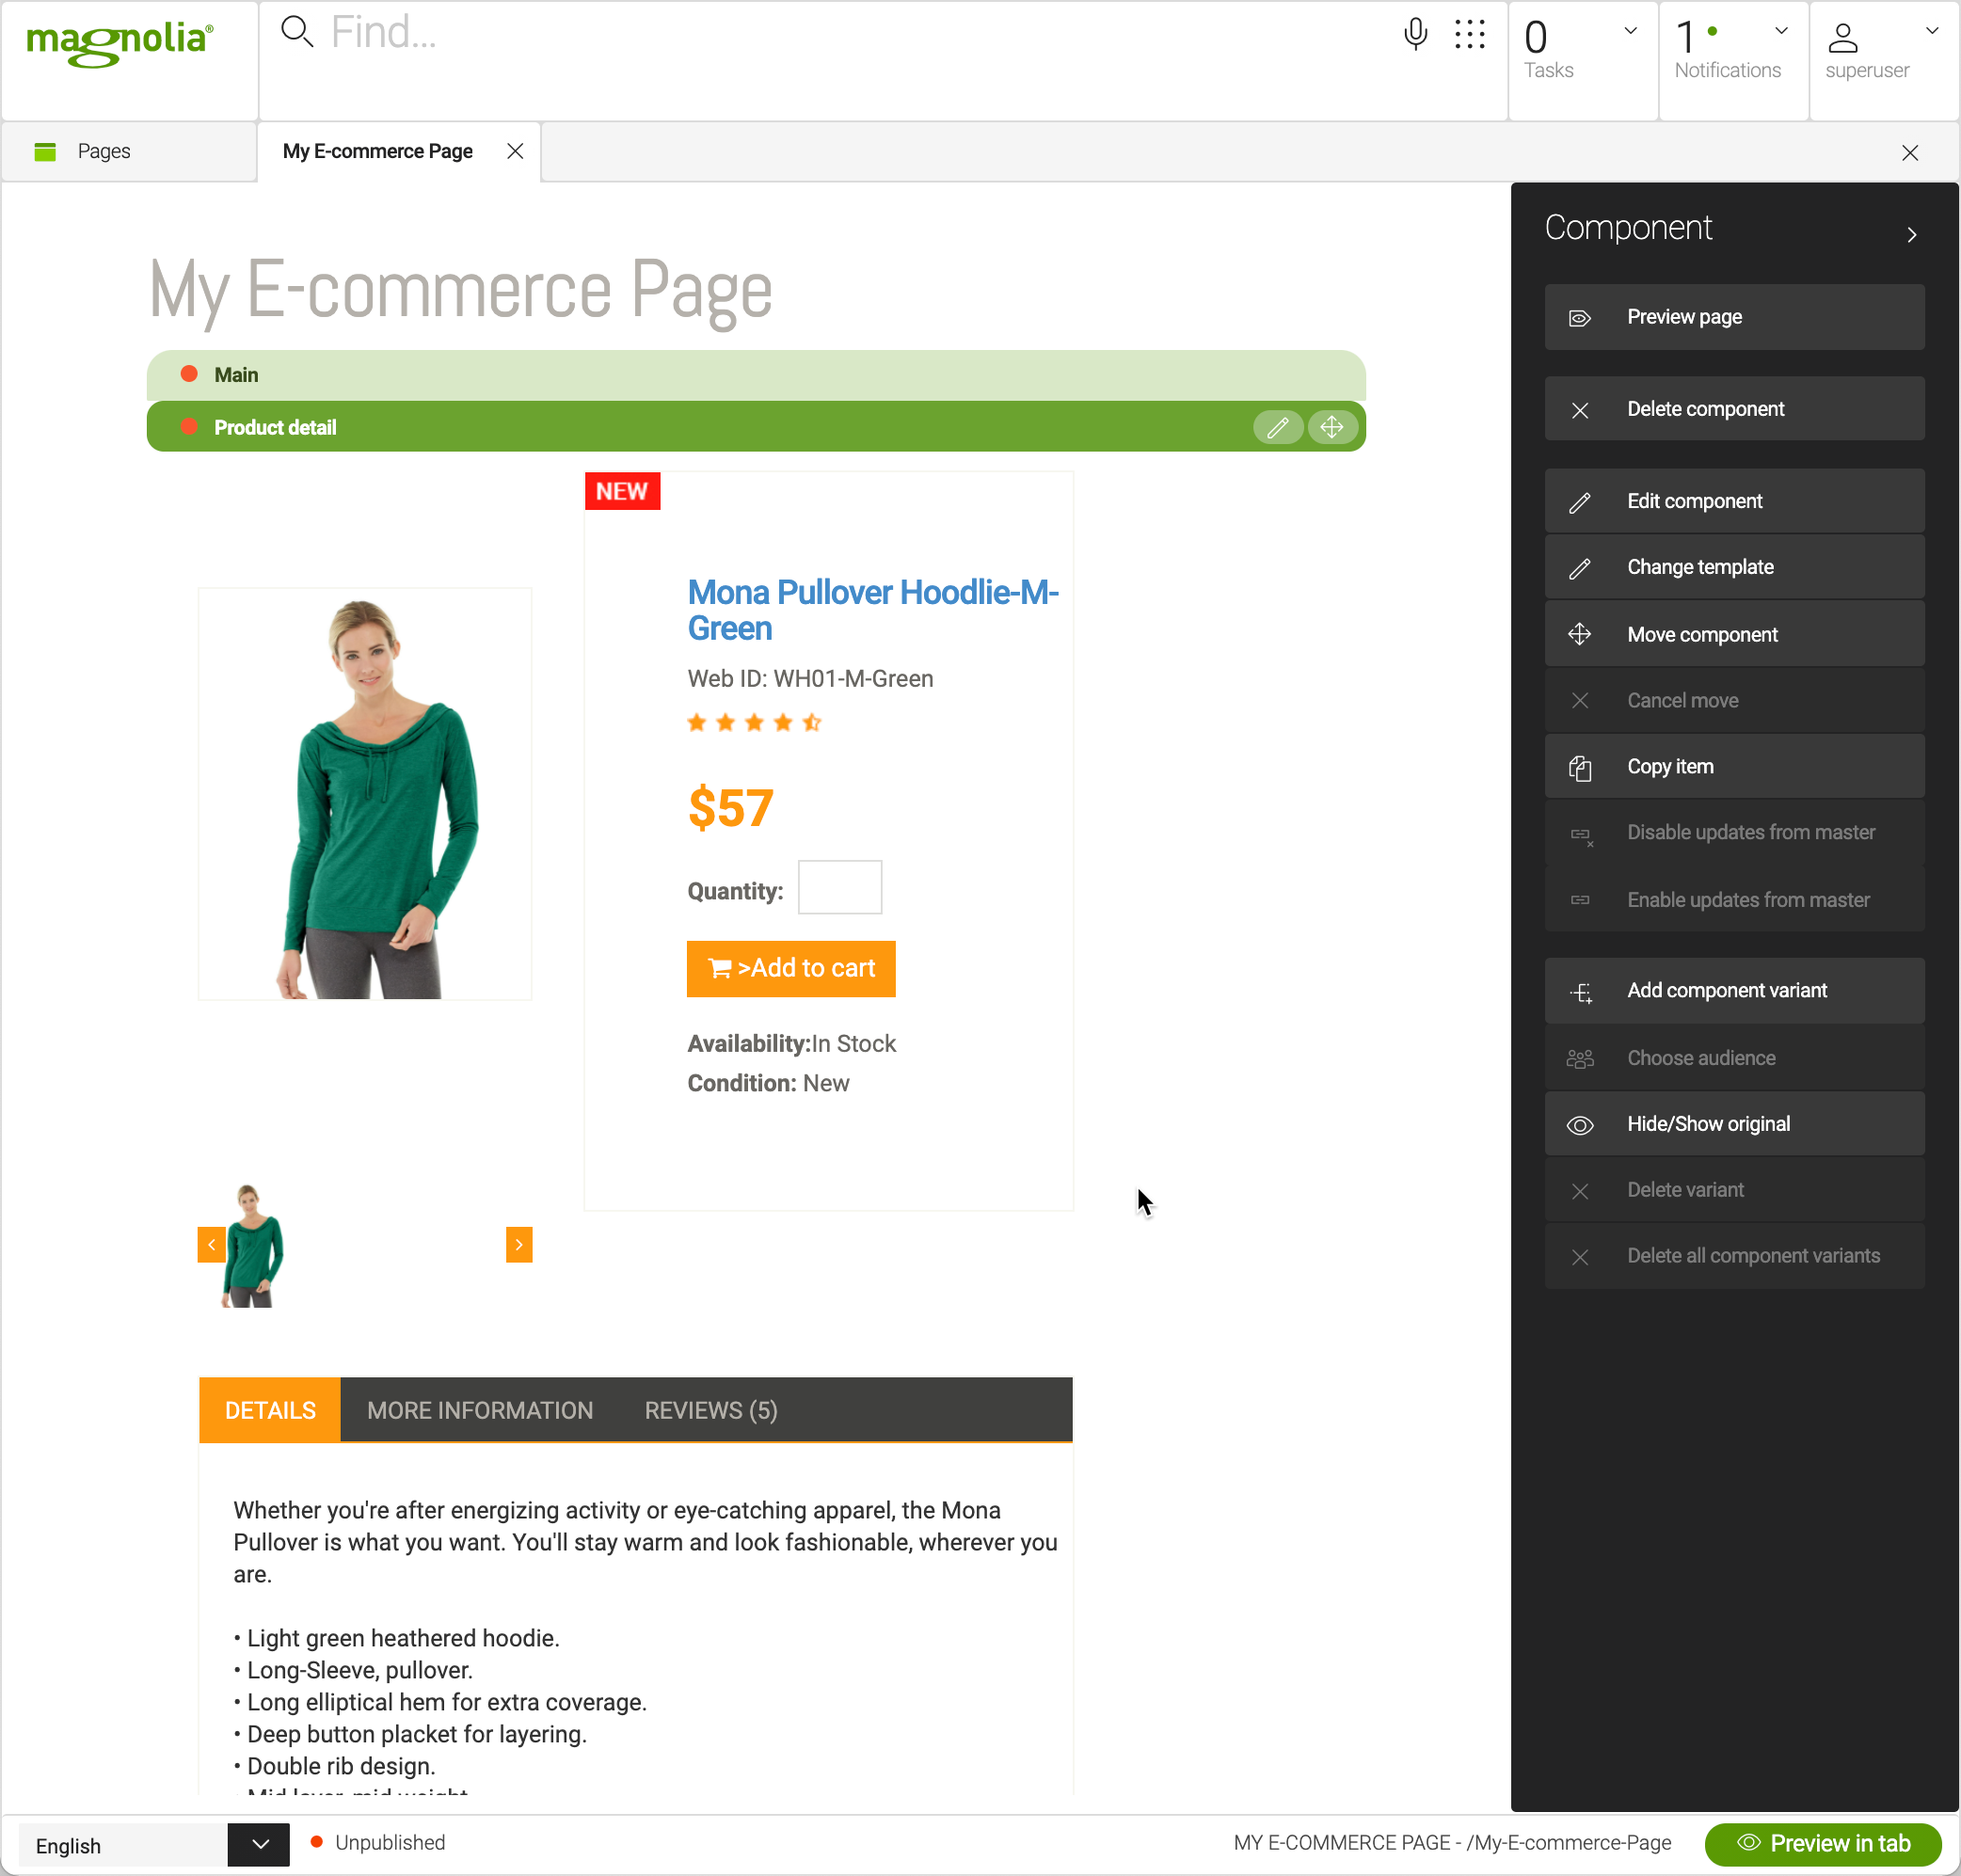 magnolia®
Find...
0
Tasks
1
Notifications
superuser
Pages
My E-commerce Page
My E-commerce Page
Main
Product detail
NEW
Mona Pullover Hoodlie-M-
Green
Web ID: WH01-M-Green
$57
Quantity:
>Add to cart
Availability:In Stock
Condition: New
DETAILS
MORE INFORMATION
REVIEWS (5)
Whether you're after energizing activity or eye-catching apparel, the Mona
Pullover is what you want. You'll stay warm and look fashionable, wherever you
are.
• Light green heathered hoodie.
• Long-Sleeve, pullover.
• Long elliptical hem for extra coverage.
• Deep button placket for layering.
• Double rib design.
• Mid layer, mid weight
Component
Preview page
Delete component
Edit component
Change template
Move component
Cancel move
Copy item
Disable updates from master
Enable updates from master
Add component variant
Choose audience
Hide/Show original
Delete variant
Delete all component variants
English
Unpublished
MY E-COMMERCE PAGE - /My-E-commerce-Page
Preview in tab